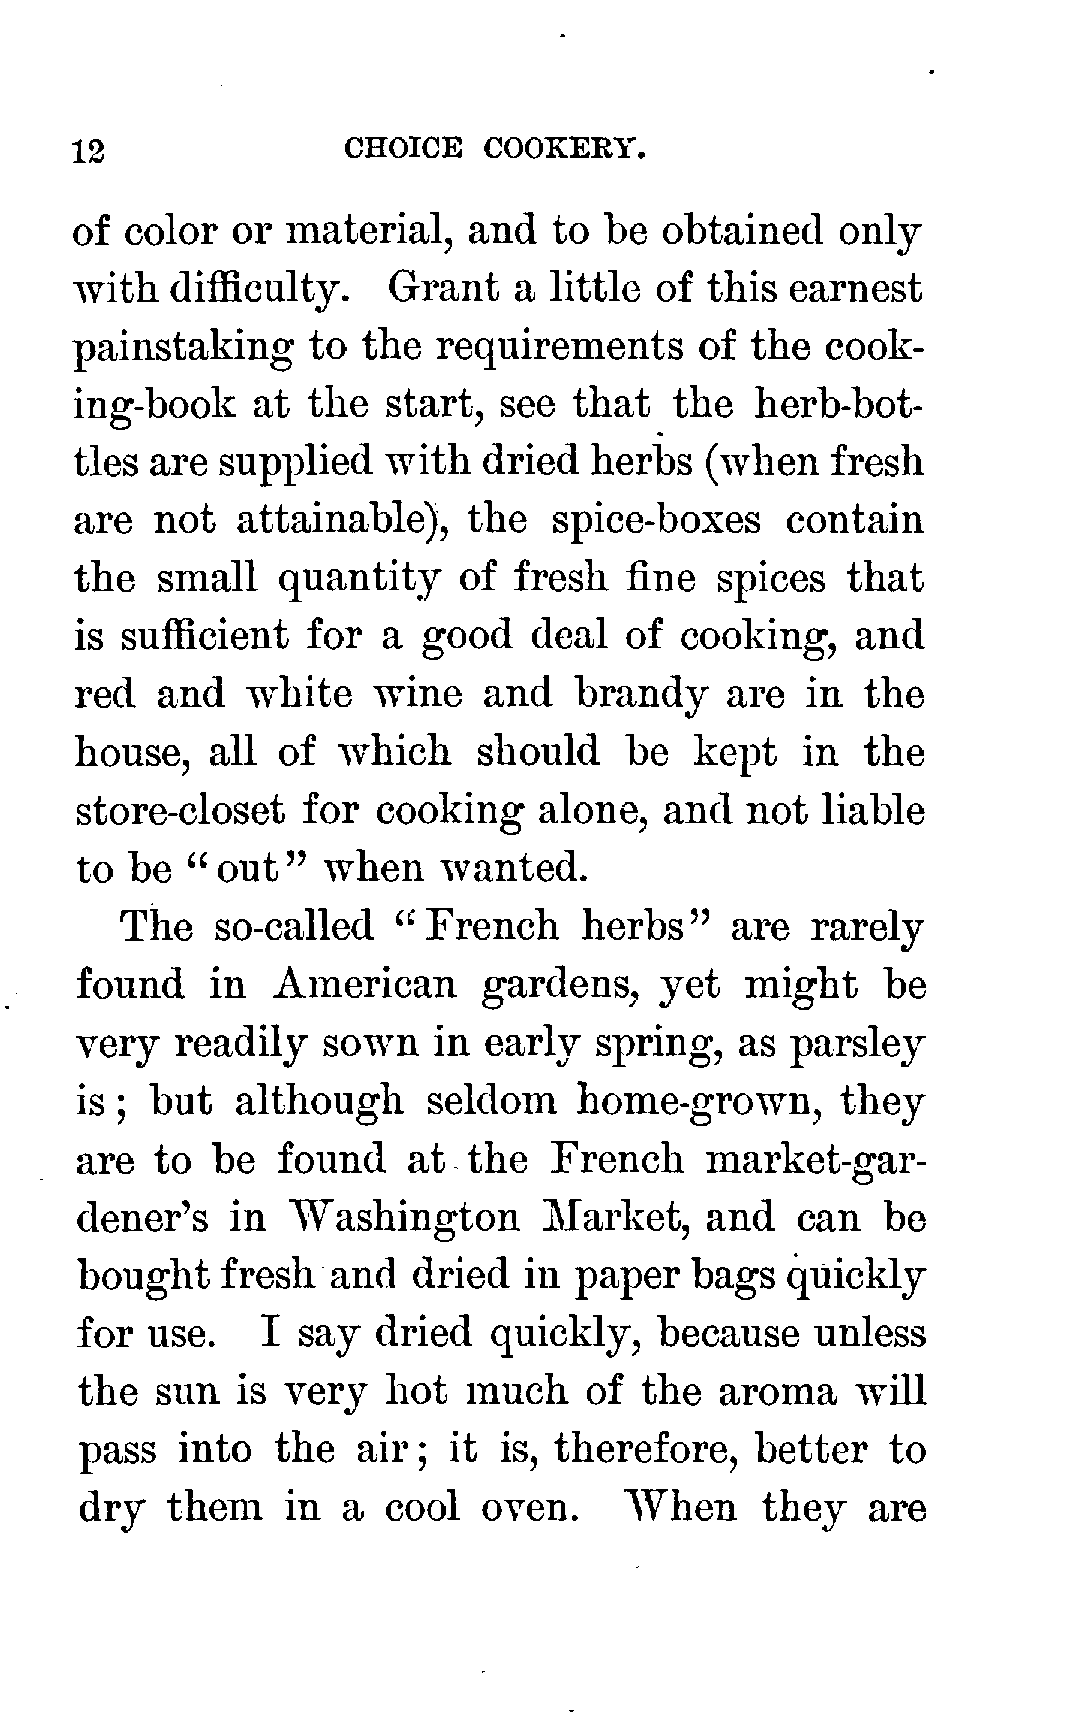 12 CHOICE COOKERY.
of color or material, and to be obtained only
with difficulty. Grant a little of this earnest
painstaking to the requirements of the cook-
ing-book at the start, see that the herb-bot-
tles are supplied with dried herbs (when fresh
are not attainable), the spice-boxes contain
the small quantity of fresh fine spices that
is sufficient for a good deal of cooking, and
red and white wine and brandy are in the
house, all of which should be kept in the
store-closet for cooking alone, and not liable
to be "out" when wanted.
The so-called "French herbs" are rarely
found in American gardens, yet might be
very readily sown in early spring, as parsley
is; but although seldom home-grown, they
are to be found at the French market-gar-
dener's in Washington Market, and can be
bought fresh and dried in paper bags quickly
for use. I say dried quickly, because unless
the sun is very hot much of the aroma will
pass into the air; it is, therefore, better to
dry them in a cool oven. When they are